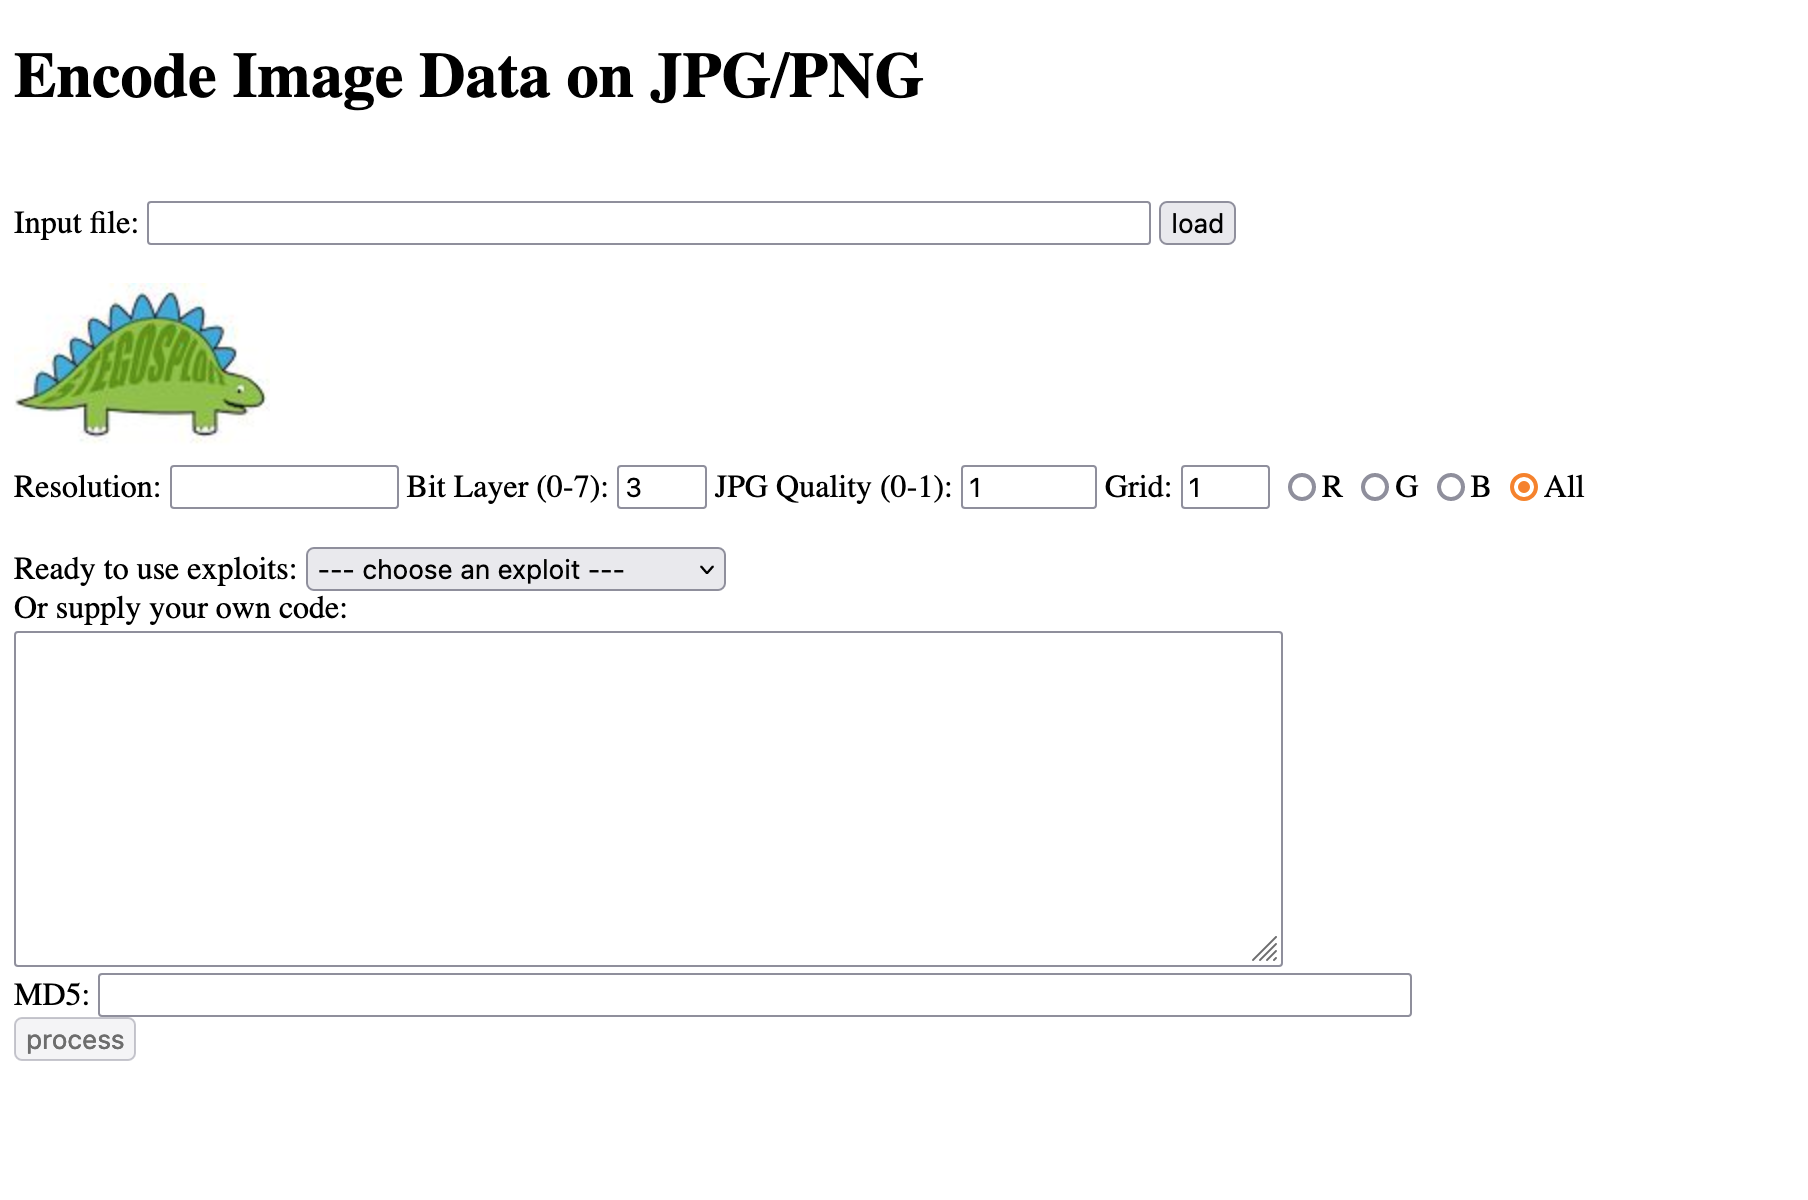 Encode Image Data on JPG/PNG
Input file: load
STEGOSPLOIT
Resolution: Bit Layer (0-7): 3 JPG Quality (0-1): 1 Grid: 1 R G B All
Ready to use exploits: --- choose an exploit ---
Or supply your own code:
MD5:
process